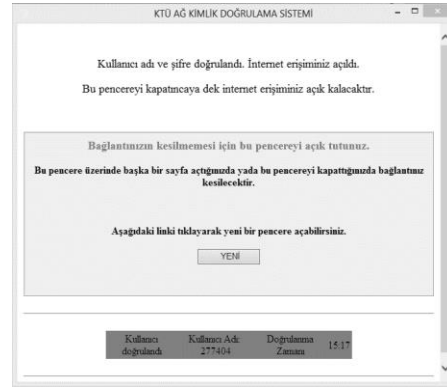 KTÜ AĞ KİMLİK DOĞRULAMA SİSTEMİ
Kullanıcı adı ve şifre doğrulandı. İnternet erişiminiz açıldı.
Bu pencereyi kapatıncaya dek internet erişiminiz açık kalacaktır.
Bağlantınızın kesilmemesi için bu pencereyi açık tutunuz.
Bu pencere üzerinde başka bir sayfa açtığınızda yada bu pencereyi kapattığınızda bağlantınız
kesilecektir.
Aşağıdaki linki tıklayarak yeni bir pencere açabilirsiniz.
YENİ
Kullanıcı Kullanıcı Adı: Doğrulanma 15:17
doğrulandı 277404 Zamanı